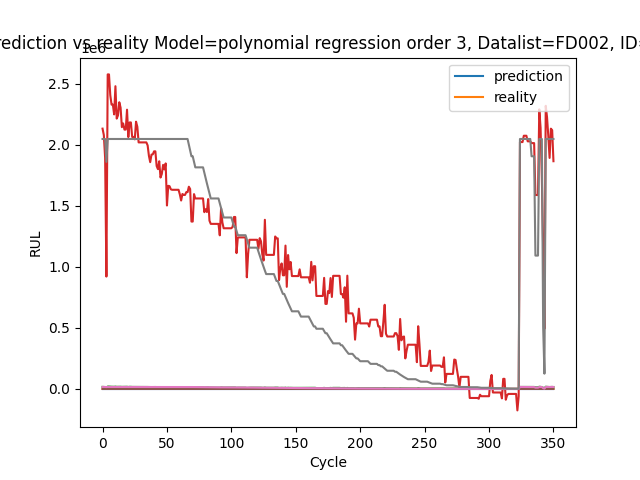 rediction vs reality Model=polynomial regression order 3, Datalist=FD002, ID=
1e6
prediction
reality
2.5
2.0
1.5
1.0
0.5
0.0
RUL
0 50 100 150 200 250 300 350
Cycle